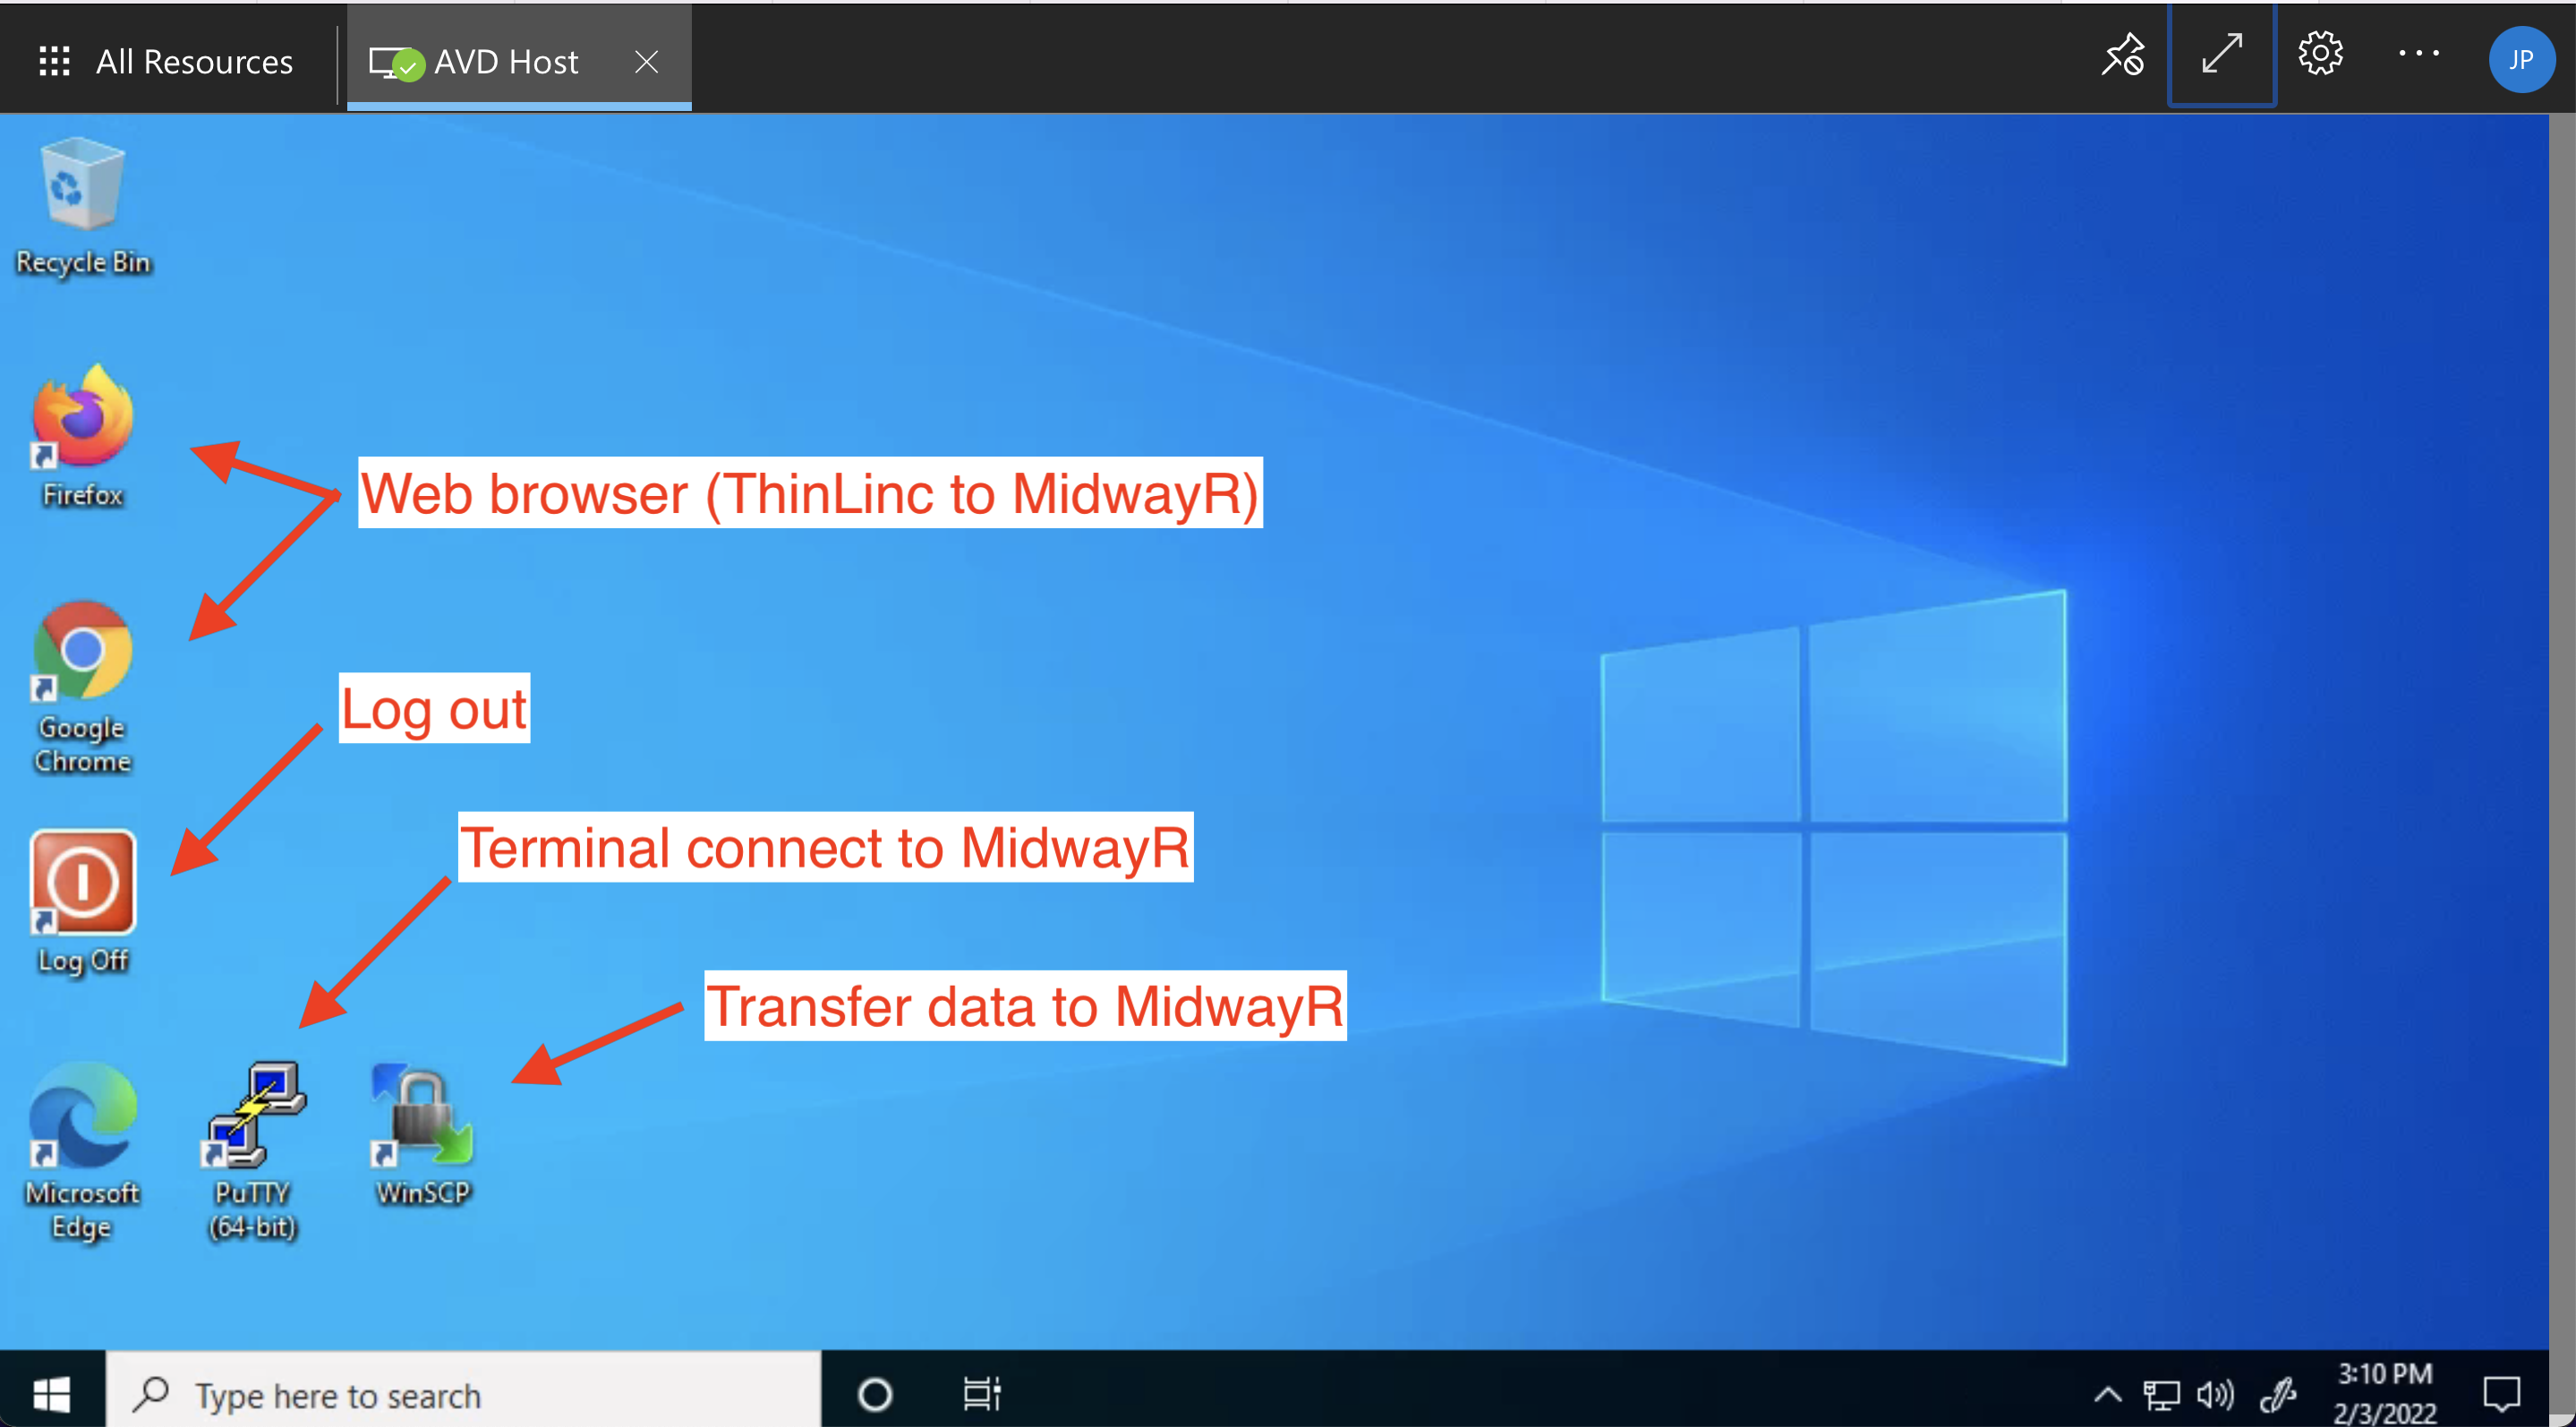 All Resources
AVD Host
JP
Recycle Bin
Firefox
Web browser (ThinLinc to MidwayR)
Google
Chrome
Log out
Log Off
Terminal connect to MidwayR
Transfer data to MidwayR
Microsoft
Edge
PuTTY
(64-bit)
WinSCP
Type here to search
3:10 PM
2/3/2022